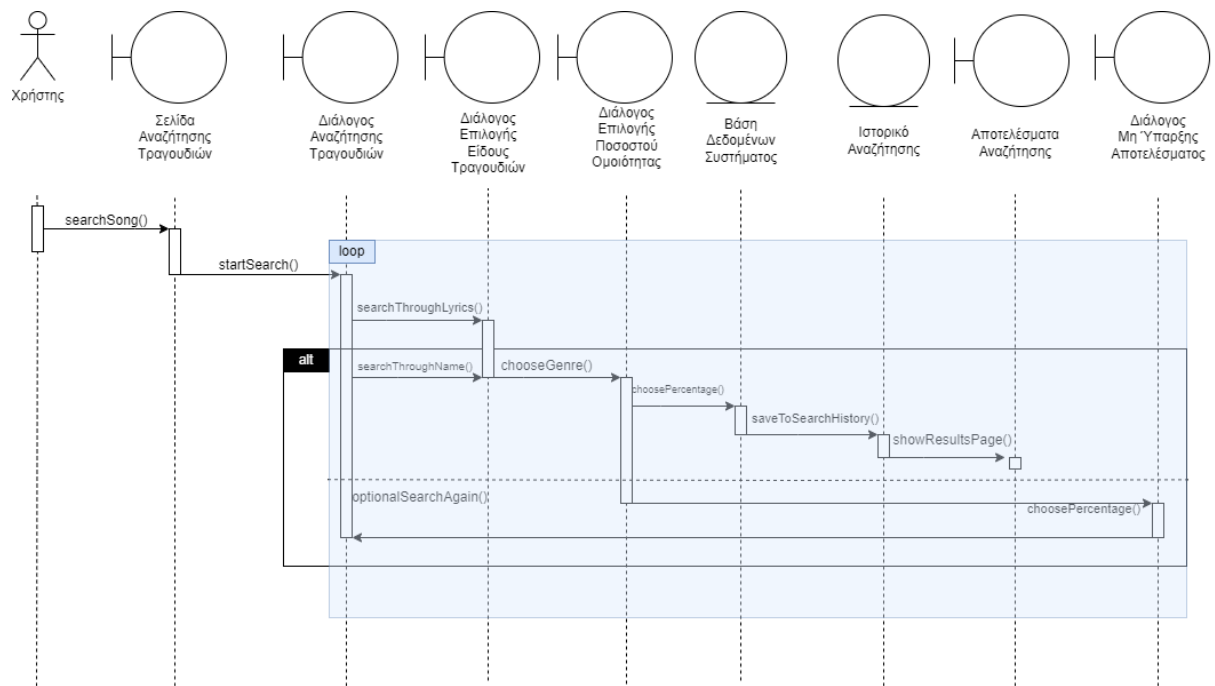 Χρήστης
Σελίδα
Αναζήτησης
Τραγουδιών
Διάλογος
Αναζήτησης
Τραγουδιών
Διάλογος
Επιλογής
Είδους
Τραγουδιών
Διάλογος
Επιλογής
Ποσοστού
Ομοιότητας
Βάση
Δεδομένων
Συστήματος
Ιστορικό
Αναζήτησης
Αποτελέσματα
Αναζήτησης
Διάλογος
Μη Ύπαρξης
Αποτελέσματος
searchSong()
loop
startSearch()
searchThroughLyrics()
alt
searchThroughName()
chooseGenre()
choosePercentage()
saveToSearchHistory()
showResultsPage()
optionalSearchAgain()
choosePercentage()